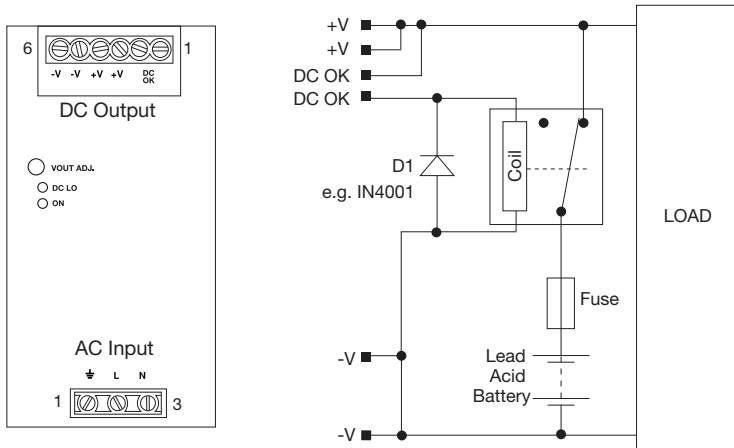 6
1
-V -V +V +V DC OK
DC Output
VOUT ADJ.
DC LO
ON
AC Input
L N
1
3
+V
+V
DC OK
DC OK
D1
e.g. IN4001
Coil
LOAD
Fuse
-V
Lead
Acid
Battery
-V